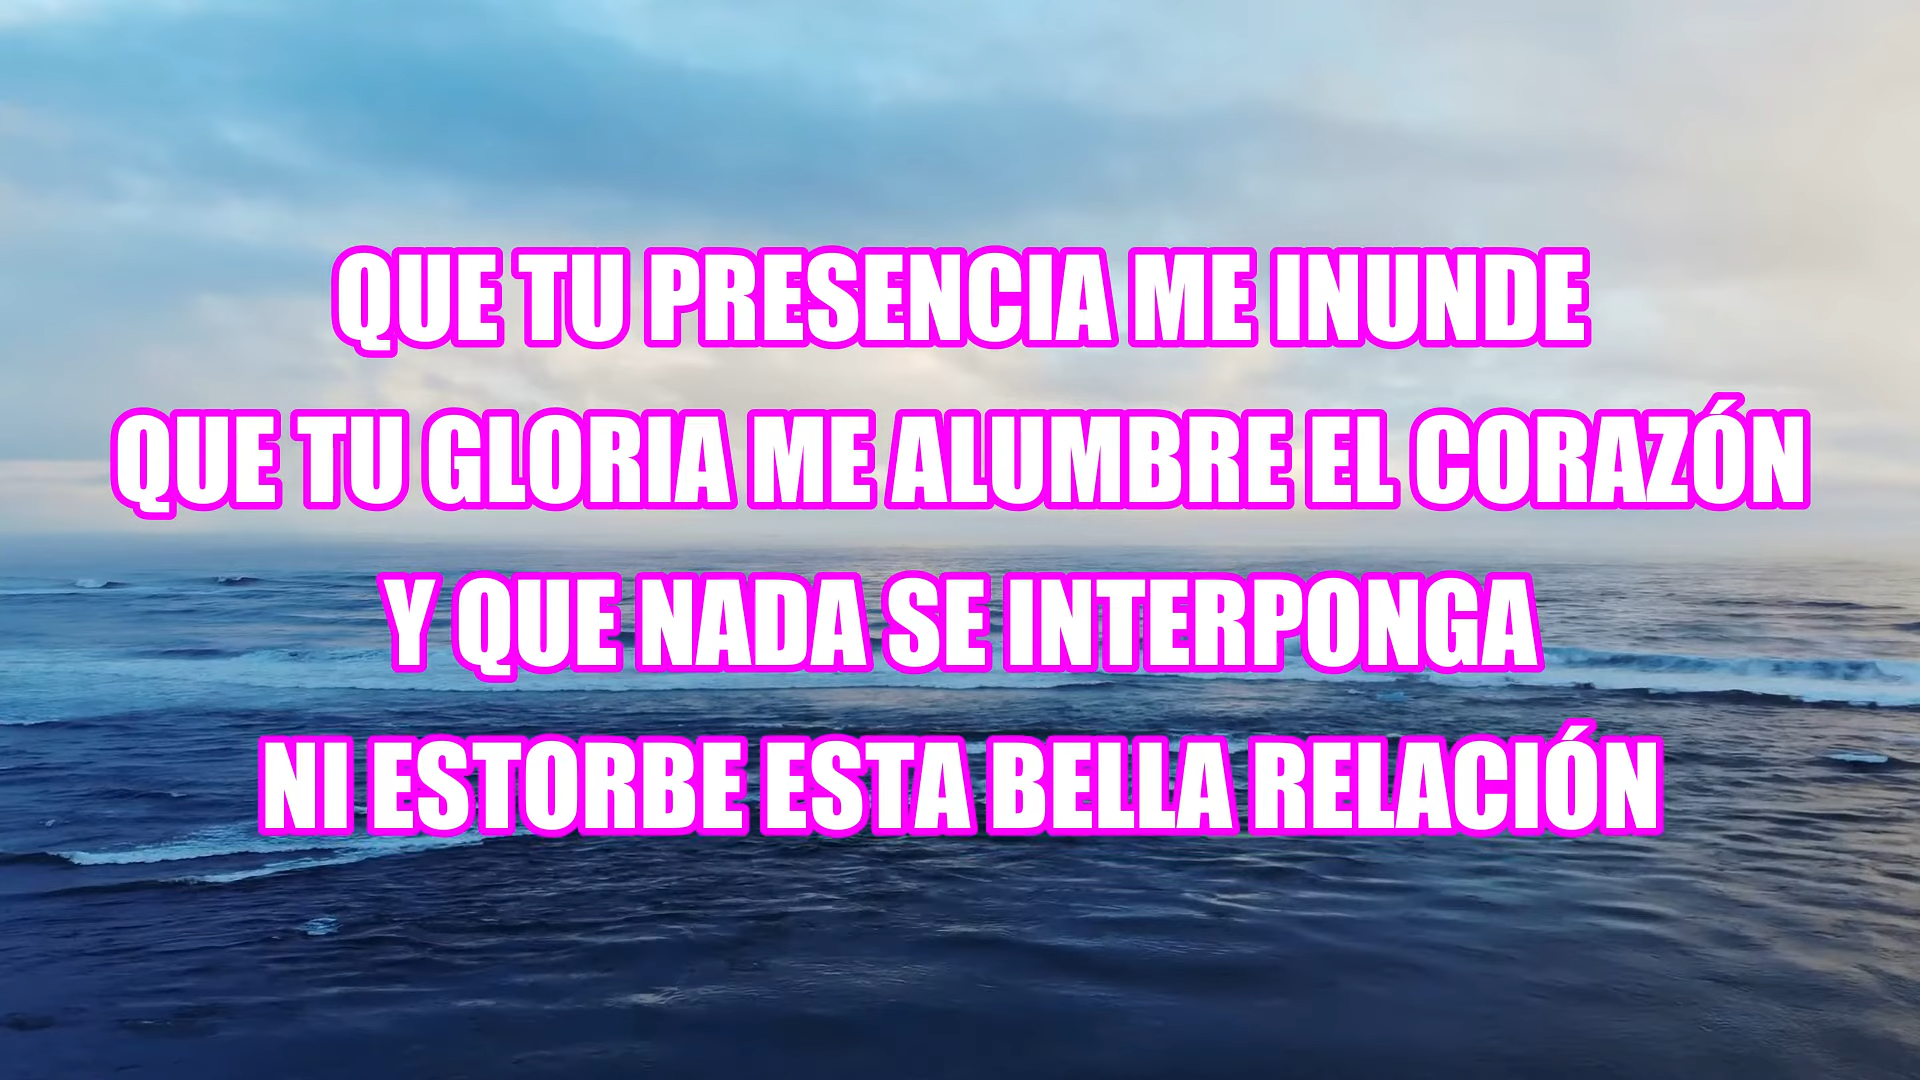 QUE TU PRESENCIA ME INUNDE
QUE TU GLORIA ME ALUMBRE EL CORAZÓN
Y QUE NADA SE INTERPONGA
NI ESTORBE ESTA BELLA RELACIÓN